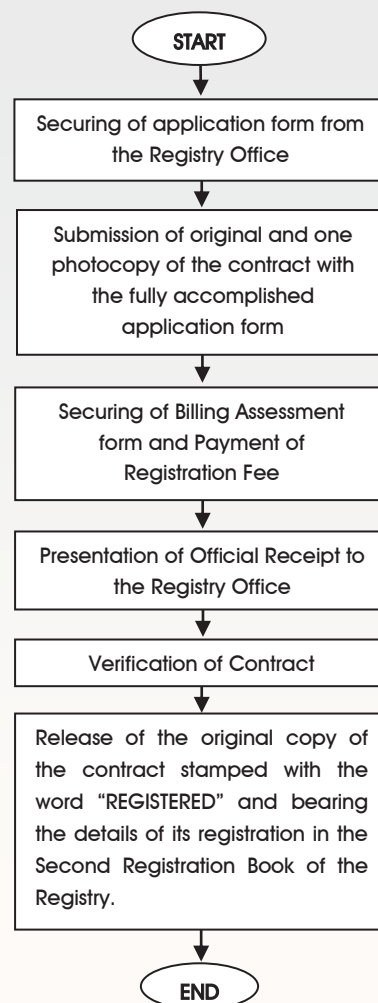 START
Securing of application form from
the Registry Office
Submission of original and one
photocopy of the contract with
the fully accomplished
application form
Securing of Billing Assessment
form and Payment of
Registration Fee
Presentation of Official Receipt to
the Registry Office
Verification of Contract
Release of the original copy of
the contract stamped with the
word “REGISTERED” and bearing
the details of its registration in the
Second Registration Book of the
Registry.
END